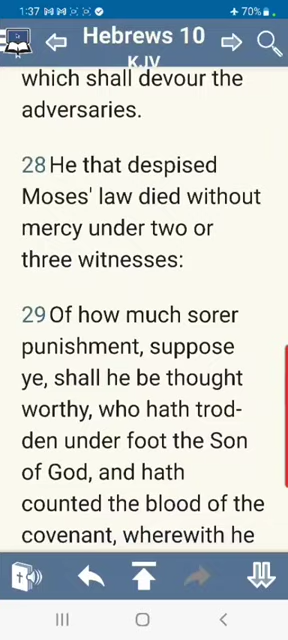 1:37
70%
Hebrews 10
KJV
which shall devour the
adversaries.
28 He that despised
Moses' law died without
mercy under two or
three witnesses:
29 Of how much sorer
punishment, suppose
ye, shall he be thought
worthy, who hath trod-
den under foot the Son
of God, and hath
counted the blood of the
covenant, wherewith he